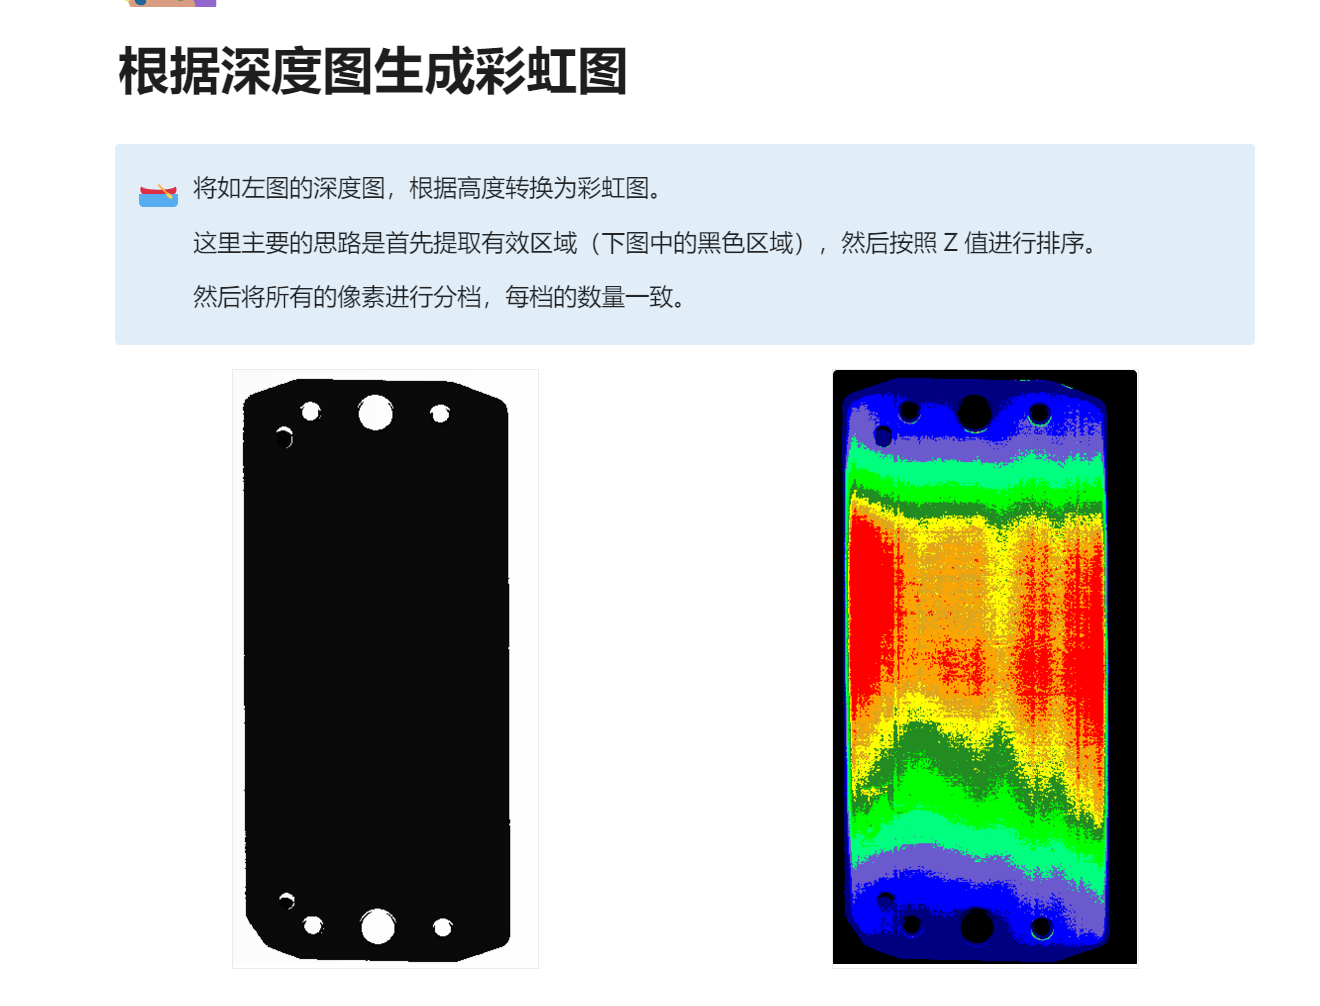 根据深度图生成彩虹图
将如左图的深度图，根据高度转换为彩虹图。
这里主要的思路是首先提取有效区域（下图中的黑色区域），然后按照 Z 值进行排序。
然后将所有的像素进行分档，每档的数量一致。